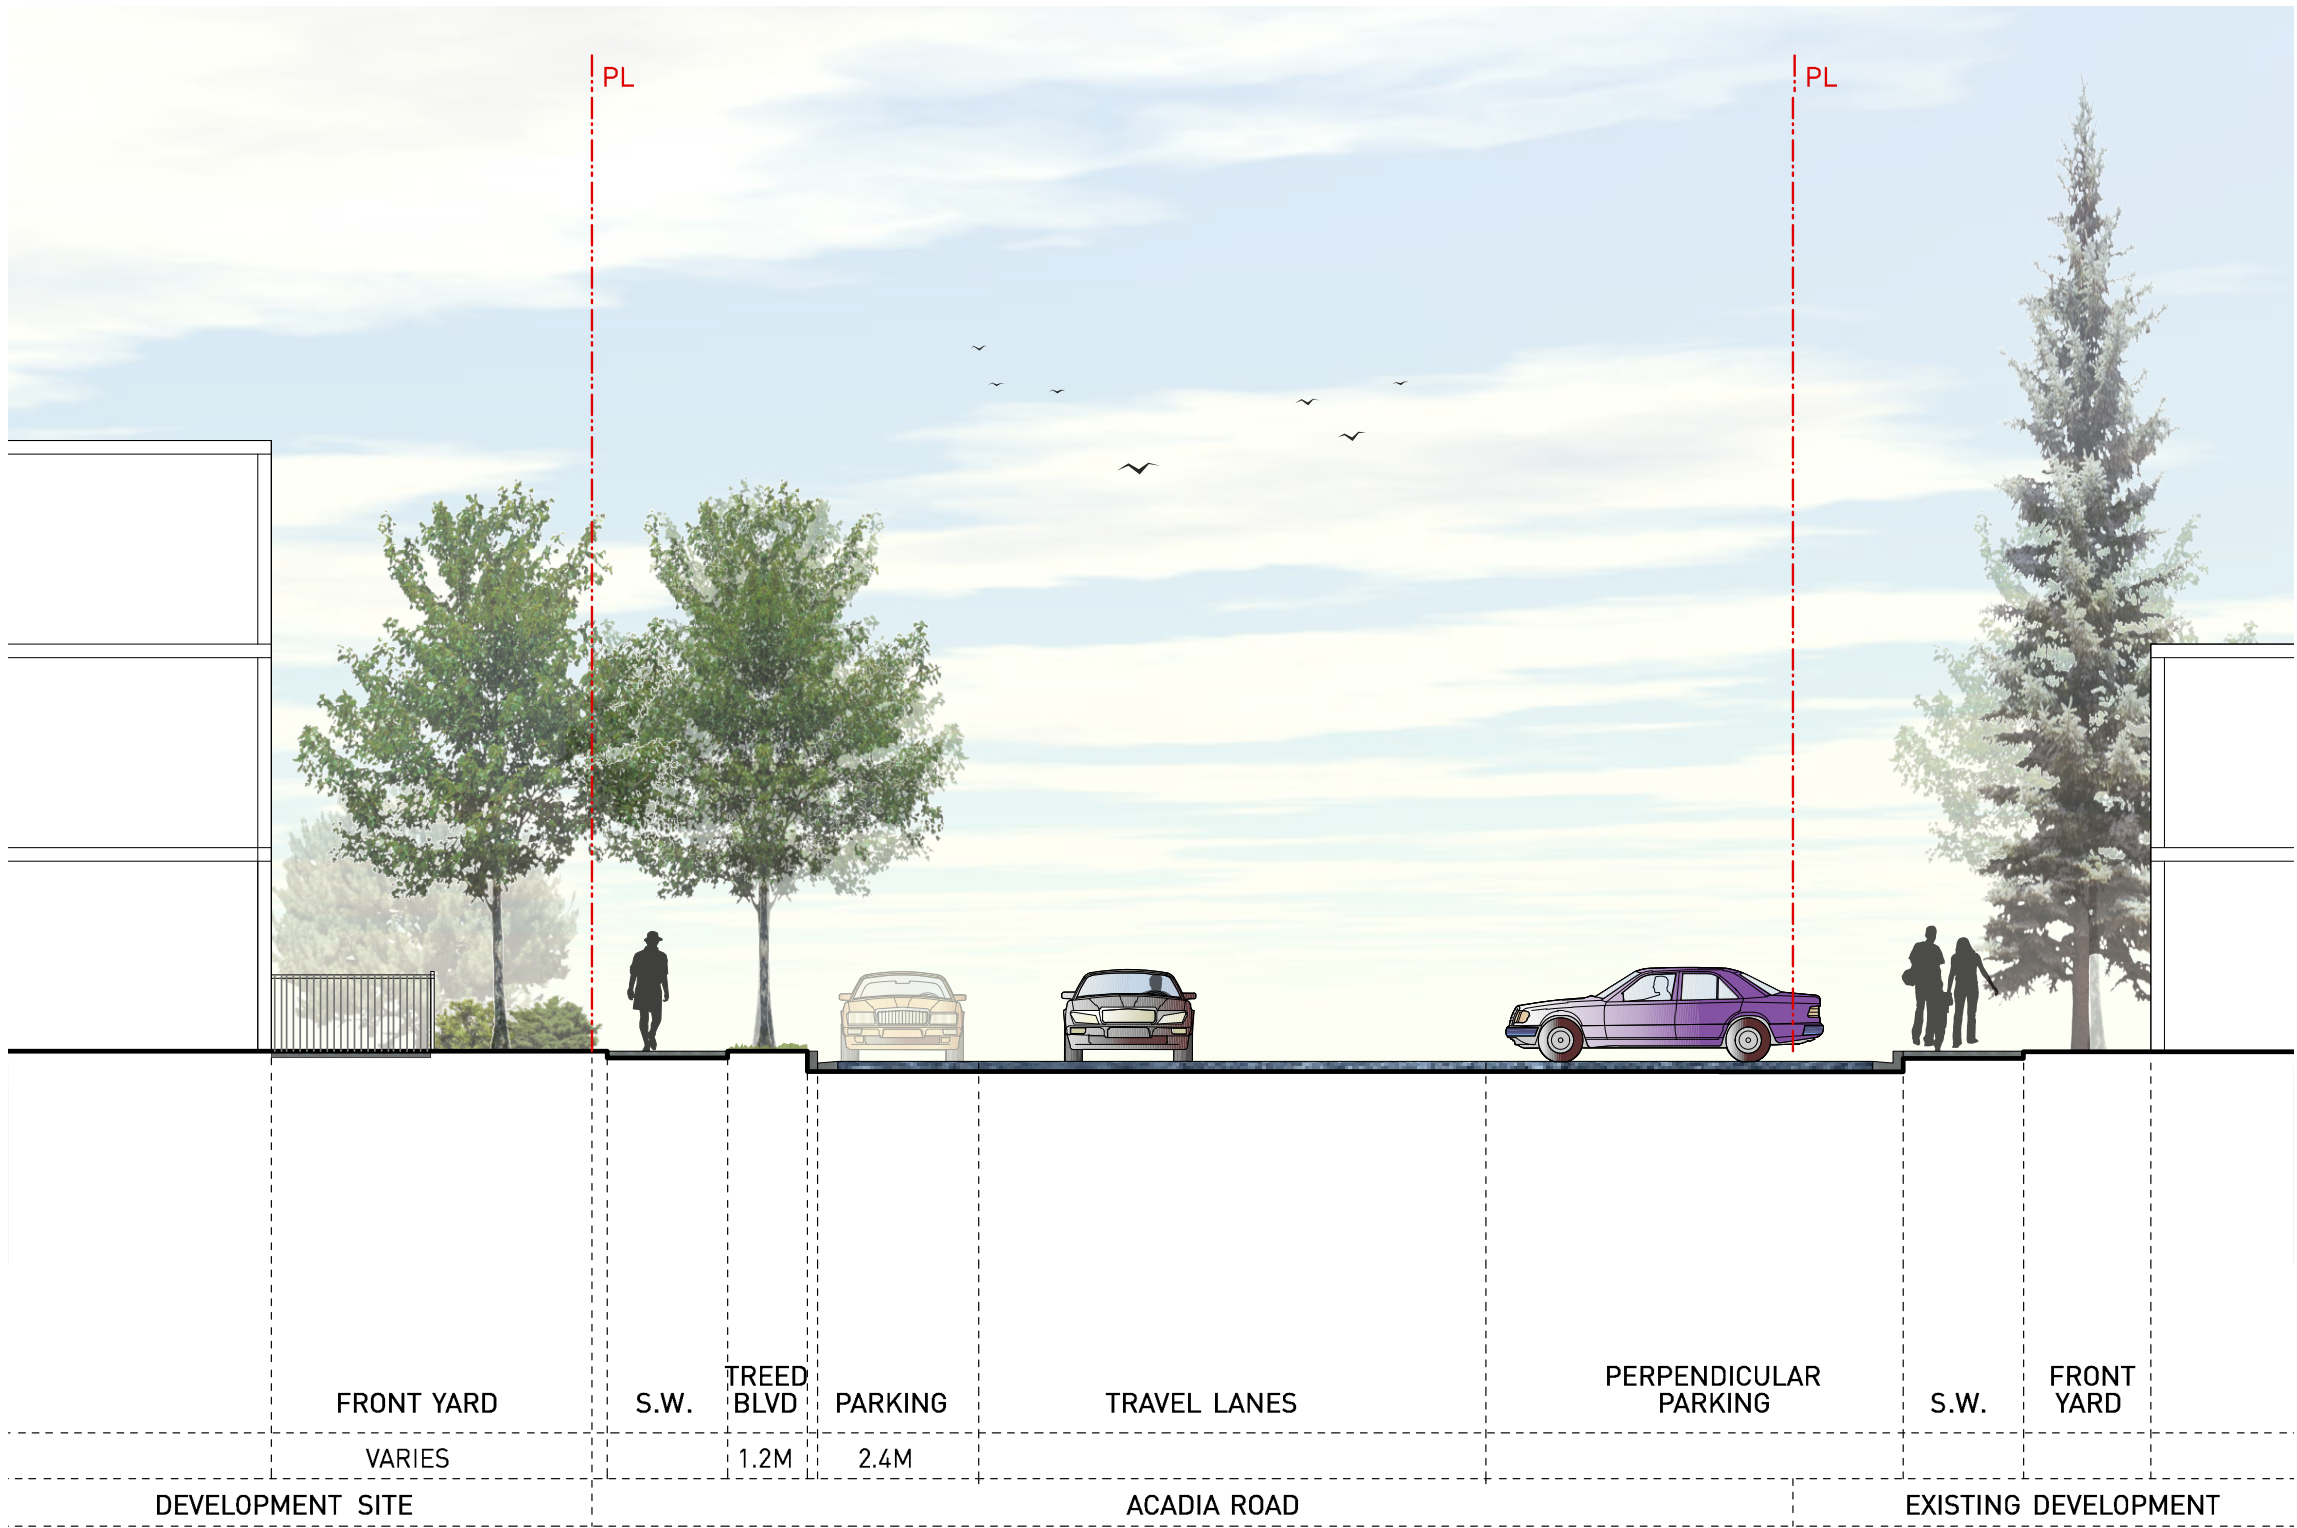 PL
PL
FRONT YARD
S.W.
TREED
BLVD
PARKING
TRAVEL LANES
PERPENDICULAR
PARKING
S.W.
FRONT
YARD
VARIES
1.2M
2.4M
DEVELOPMENT SITE
ACADIA ROAD
EXISTING DEVELOPMENT